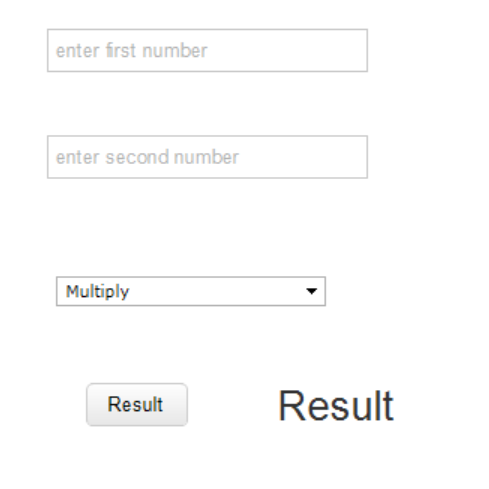 enter first number
enter second number
Multiply
Result
Result